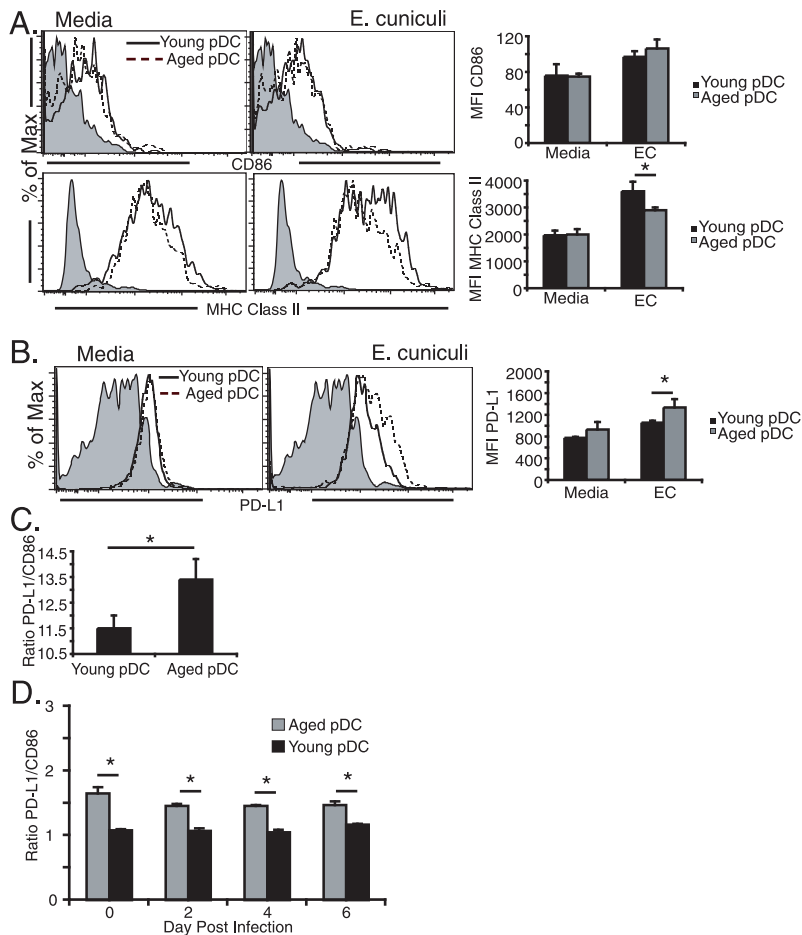 A.
Media
E. cuniculi
Young pDC
Aged pDC
% of Max
CD86
MHC Class II
120
80
40
0
MFI CD86
Media
EC
Young pDC
Aged pDC
4000
3000
2000
1000
0
MFI MHC Class II
*
Media
EC
Young pDC
Aged pDC
B.
Media
E. cuniculi
Young pDC
Aged pDC
% of Max
PD-L1
2000
1600
1200
800
400
0
MFI PD-L1
*
Media
EC
Young pDC
Aged pDC
C.
14.5
13.5
12.5
11.5
10.5
Ratio PD-L1/CD86
*
Young pDC
Aged pDC
D.
3
2
1
0
Ratio PD-L1/CD86
Aged pDC
Young pDC
* * * *
0 2 4 6
Day Post Infection